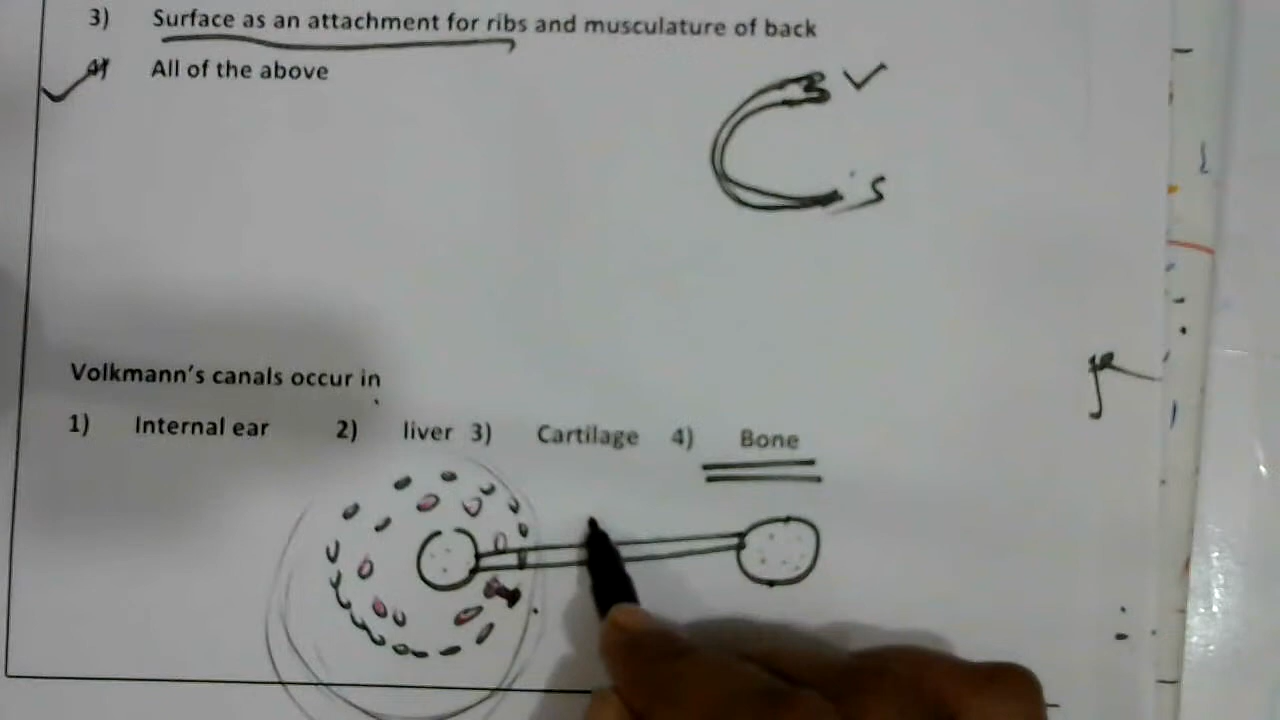 3) Surface as an attachment for ribs and musculature of back
4) All of the above
Volkmann's canals occur in
1) Internal ear 2) liver 3) Cartilage 4) Bone